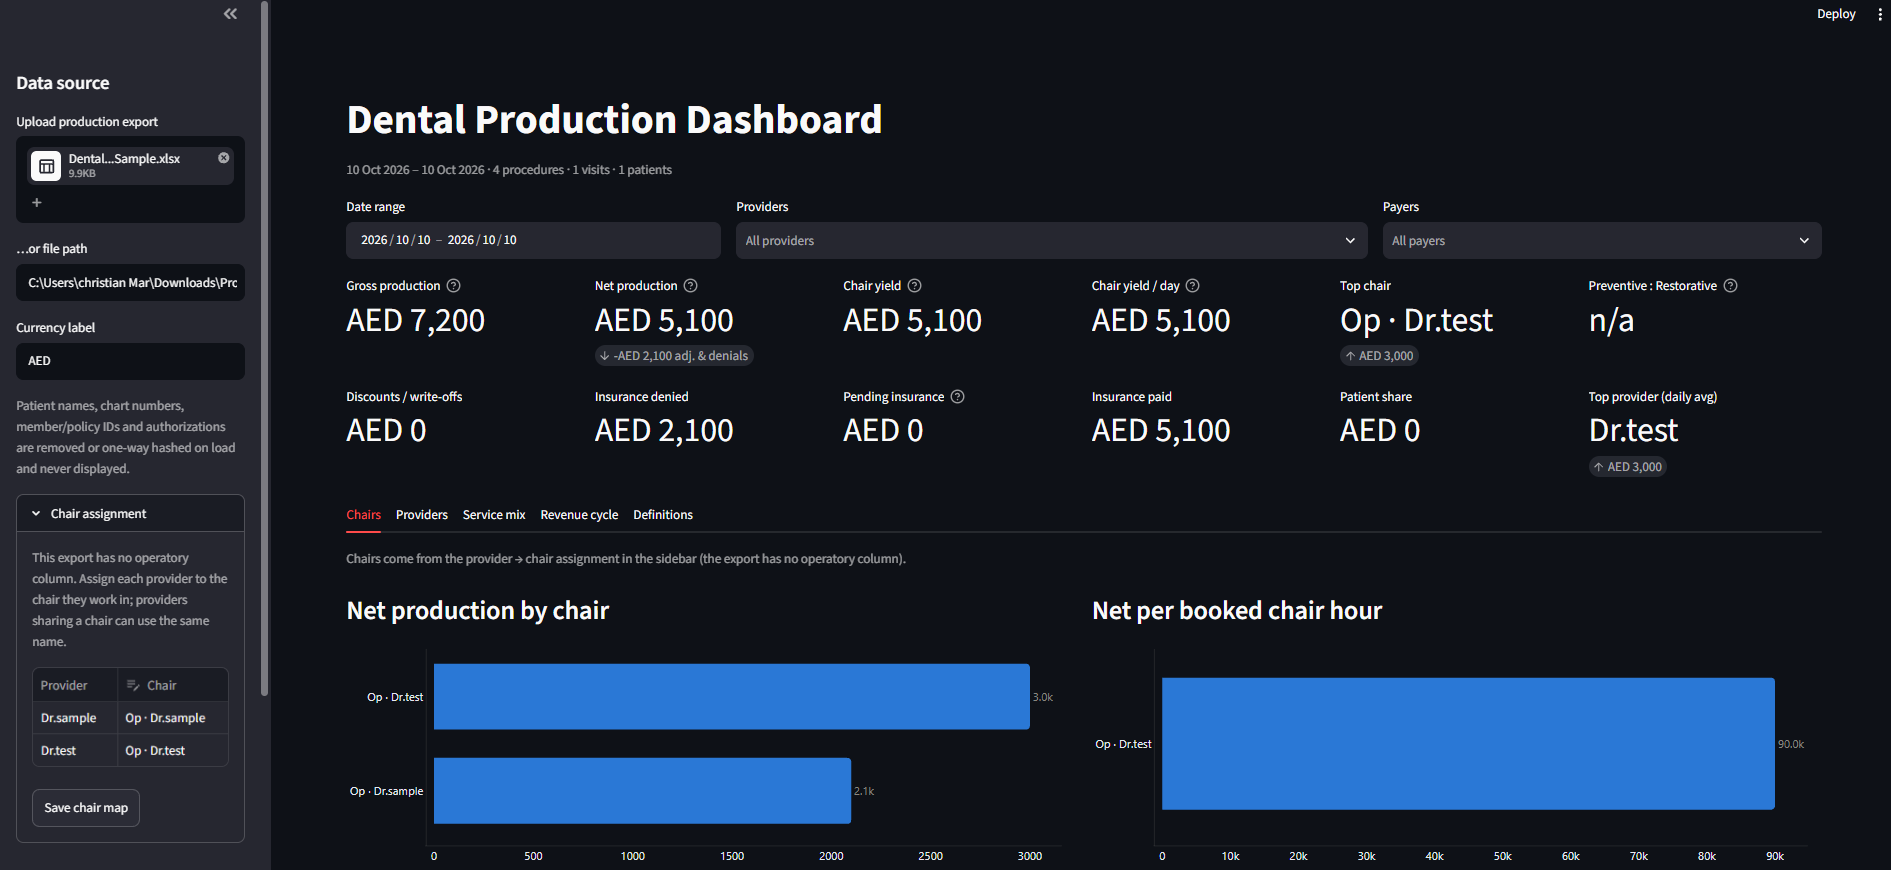 Deploy
Data source
Upload production export
Dental...Sample.xlsx
9.9KB
+
...or file path
C:\Users\christian Mar\Downloads\Pro
Currency label
AED
Patient names, chart numbers,
member/policy IDs and authorizations
are removed or one-way hashed on load
and never displayed.
Chair assignment
This export has no operatory
column. Assign each provider to the
chair they work in; providers
sharing a chair can use the same
name.
Provider Chair
Dr.sample Op · Dr.sample
Dr.test Op · Dr.test
Save chair map
Dental Production Dashboard
10 Oct 2026 – 10 Oct 2026 · 4 procedures · 1 visits · 1 patients
Date range Providers Payers
2026/10/10 – 2026/10/10 All providers All payers
Gross production Net production Chair yield Chair yield / day Top chair Preventive : Restorative
AED 7,200 AED 5,100 AED 5,100 AED 5,100 Op · Dr.test n/a
↓ -AED 2,100 adj. & denials ↑ AED 3,000
Discounts / write-offs Insurance denied Pending insurance Insurance paid Patient share Top provider (daily avg)
AED 0 AED 2,100 AED 0 AED 5,100 AED 0 Dr.test
↑ AED 3,000
Chairs Providers Service mix Revenue cycle Definitions
Chairs come from the provider → chair assignment in the sidebar (the export has no operatory column).
Net production by chair
Op · Dr.test 3.0k
Op · Dr.sample 2.1k
0 500 1000 1500 2000 2500 3000
Net per booked chair hour
Op · Dr.test 90.0k
0 10k 20k 30k 40k 50k 60k 70k 80k 90k